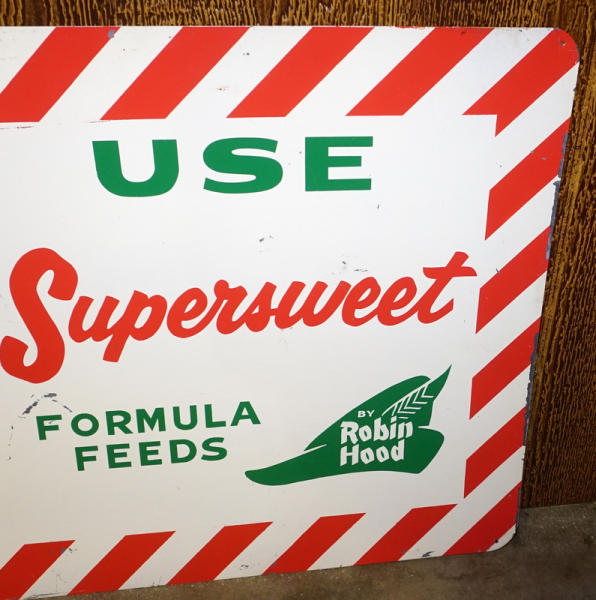 USE
Supersweet
FORMULA
FEEDS
BY
Robin
Hood